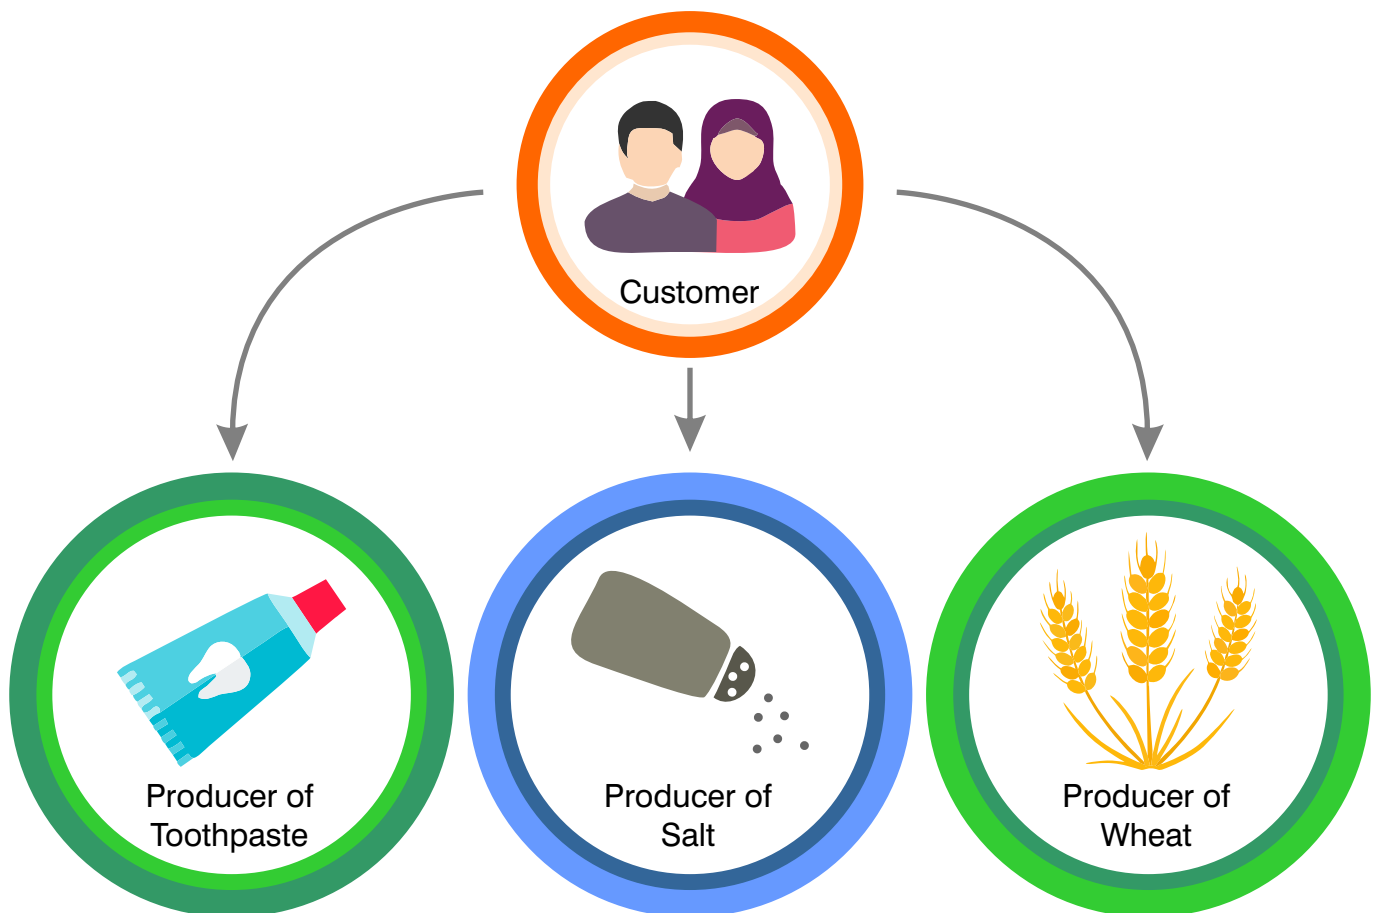 Customer
Producer of
Toothpaste
Producer of
Salt
Producer of
Wheat